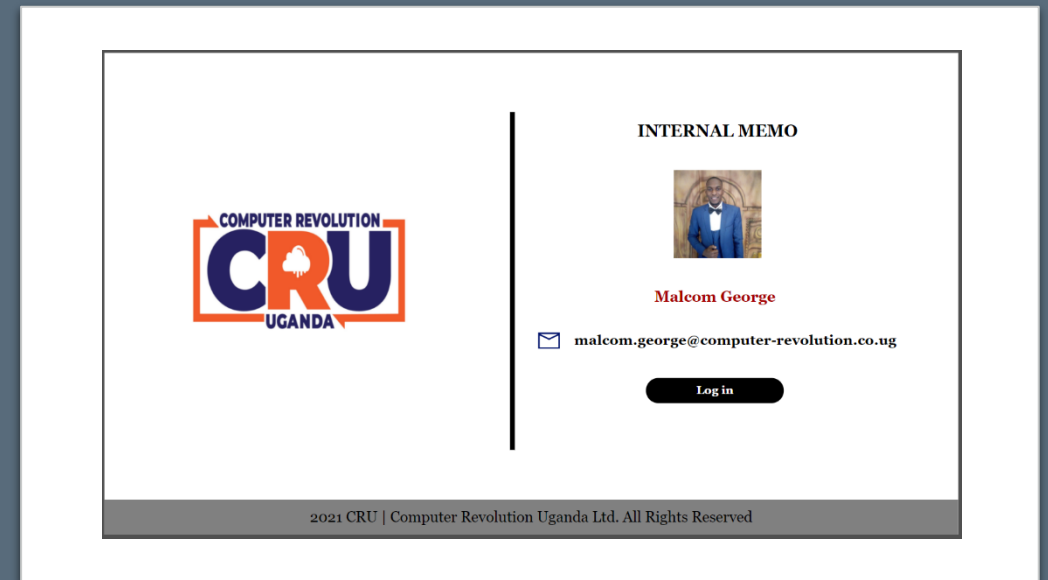 COMPUTER REVOLUTION
CRU
UGANDA
INTERNAL MEMO
Malcom George
malcom.george@computer-revolution.co.ug
Log in
2021 CRU | Computer Revolution Uganda Ltd. All Rights Reserved